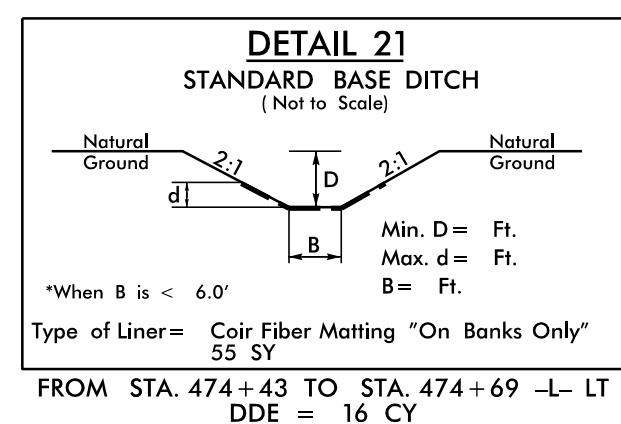 DETAIL 21
STANDARD BASE DITCH
( Not to Scale)
Natural
Ground
2:1
D
2:1
Natural
Ground
d
B
Min. D= Ft.
Max. d= Ft.
B= Ft.
*When B is < 6.0'
Type of Liner= Coir Fiber Matting "On Banks Only"
55 SY
FROM STA. 474+43 TO STA. 474+69 -L- LT
DDE = 16 CY